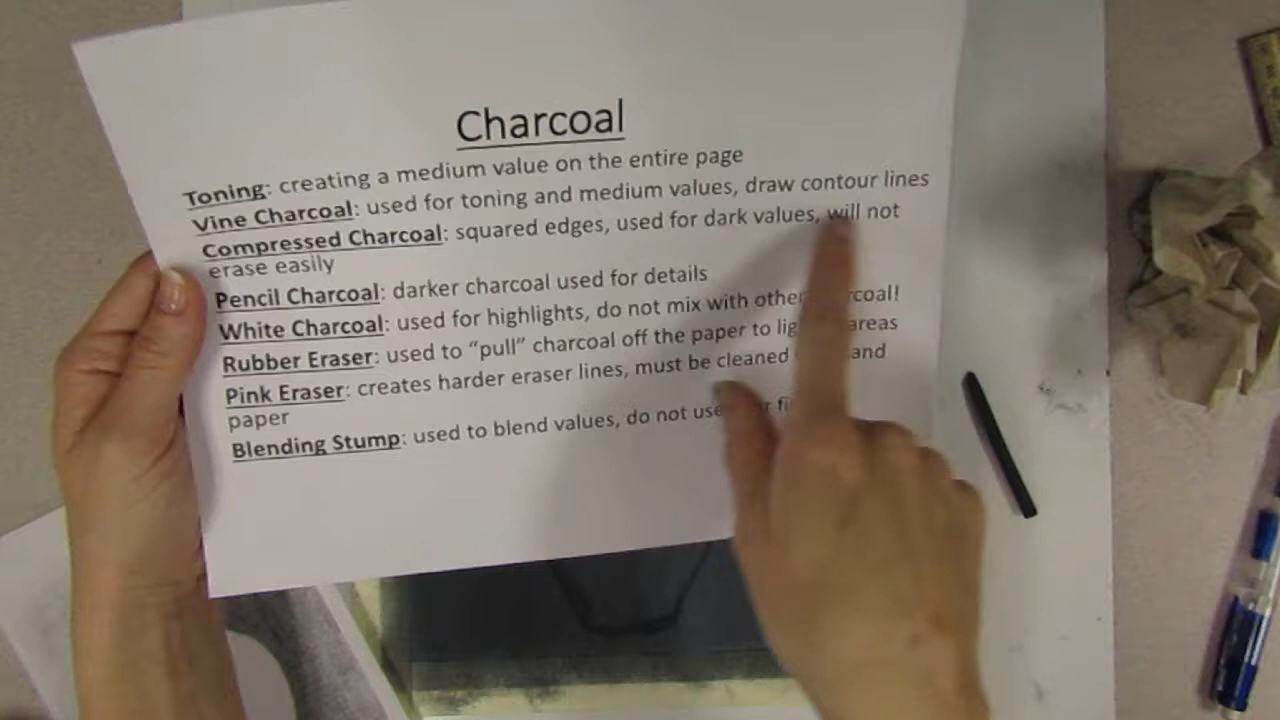 Charcoal
Toning: creating a medium value on the entire page
Vine Charcoal: used for toning and medium values, draw contour lines
Compressed Charcoal: squared edges, used for dark values, will not
erase easily
Pencil Charcoal: darker charcoal used for details
White Charcoal: used for highlights, do not mix with other charcoal!
Rubber Eraser: used to “pull” charcoal off the paper to areas
Pink Eraser: creates harder eraser lines, must be cleaned and
paper
Blending Stump: used to blend values, do not use